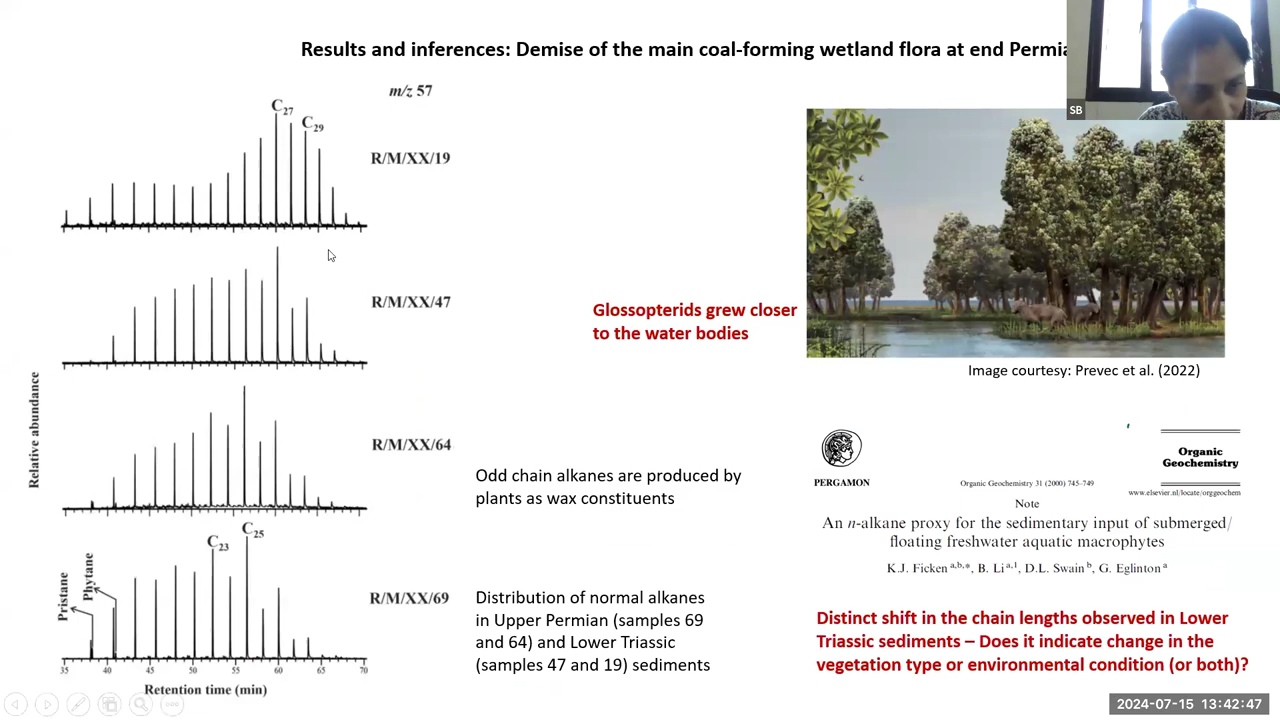 Results and inferences: Demise of the main coal-forming wetland flora at end Permia
SB
m/z 57
C27
C29
R/M/XX/19
R/M/XX/47
Glossopterids grew closer
to the water bodies
Image courtesy: Prevec et al. (2022)
Relative abundance
R/M/XX/64
Odd chain alkanes are produced by
plants as wax constituents
PERGAMON
Organic Geochemistry 31 (2000) 745–749
Organic
Geochemistry
www.elsevier.nl/locate/orggeochem
Note
An n-alkane proxy for the sedimentary input of submerged/
floating freshwater aquatic macrophytes
K.J. Ficken a,b,*, B. Li a,1, D.L. Swain b, G. Eglinton a
C23
C25
Pristane
Phytane
R/M/XX/69
Distribution of normal alkanes
in Upper Permian (samples 69
and 64) and Lower Triassic
(samples 47 and 19) sediments
Distinct shift in the chain lengths observed in Lower
Triassic sediments – Does it indicate change in the
vegetation type or environmental condition (or both)?
35 40 45 50 55 60 65 70
Retention time (min)
2024-07-15 13:42:47